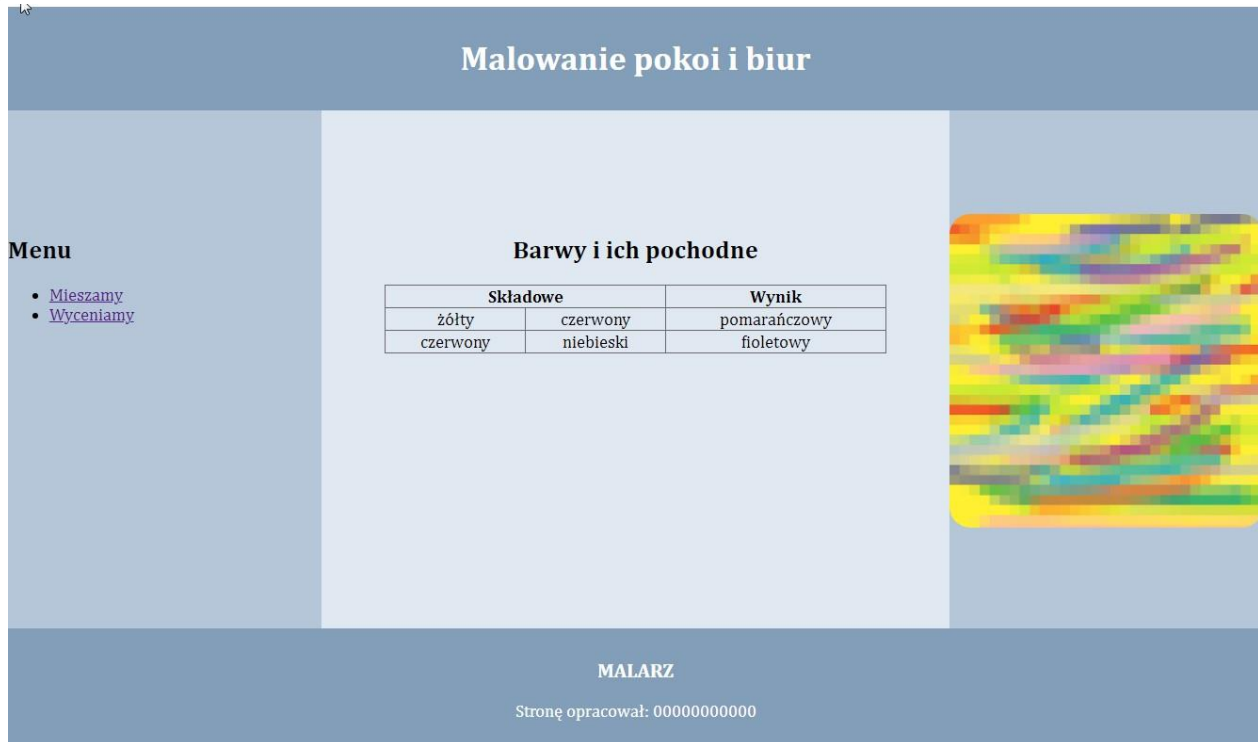 Malowanie pokoi i biur
Menu
Mieszamy
Wyceniamy
Barwy i ich pochodne
Składowe Wynik
żółty czerwony pomarańczowy
czerwony niebieski fioletowy
MALARZ
Stronę opracował: 00000000000